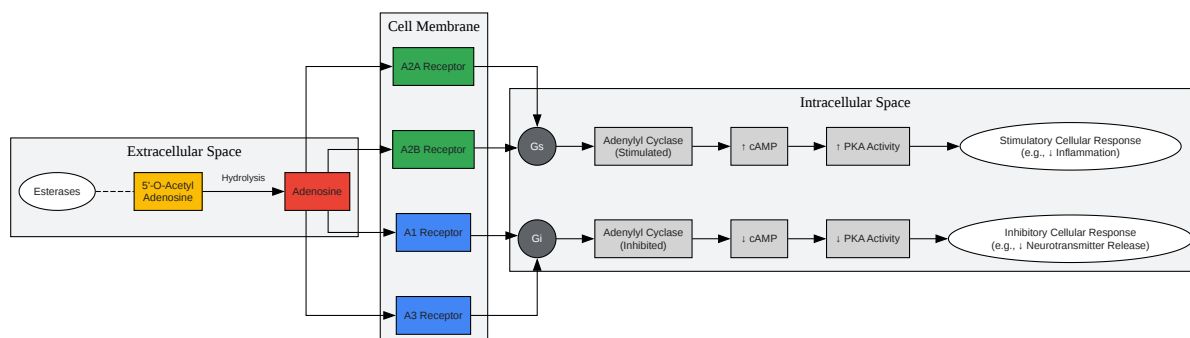 Cell Membrane
A2A Receptor
A2B Receptor
A1 Receptor
A3 Receptor
Extracellular Space
Esterases
5'-O-Acetyl
Adenosine
Hydrolysis
Adenosine
Intracellular Space
Gs
Adenylyl Cyclase
(Stimulated)
↑ cAMP
↑ PKA Activity
Stimulatory Cellular Response
(e.g., ↓ Inflammation)
Gi
Adenylyl Cyclase
(Inhibited)
↓ cAMP
↓ PKA Activity
Inhibitory Cellular Response
(e.g., ↓ Neurotransmitter Release)